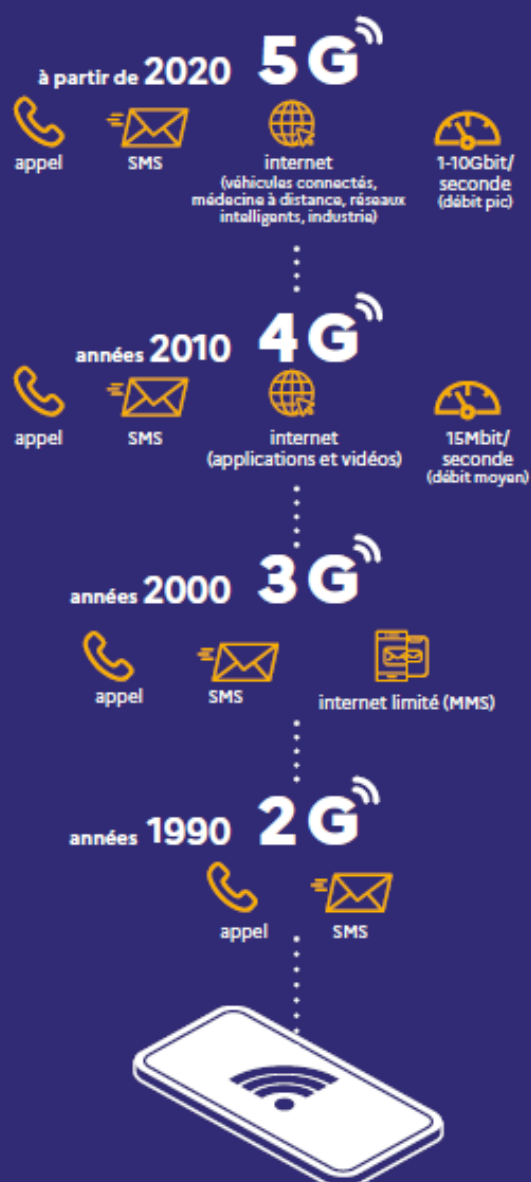 à partir de 2020 5G
appel
SMS
internet
(véhicules connectés,
médecine à distance, réseaux
intelligents, industrie)
1-10Gbit/
seconde
(débit pic)
années 2010 4G
appel
SMS
internet
(applications et vidéos)
15Mbit/
seconde
(débit moyen)
années 2000 3G
appel
SMS
internet limité (MMS)
années 1990 2G
appel
SMS